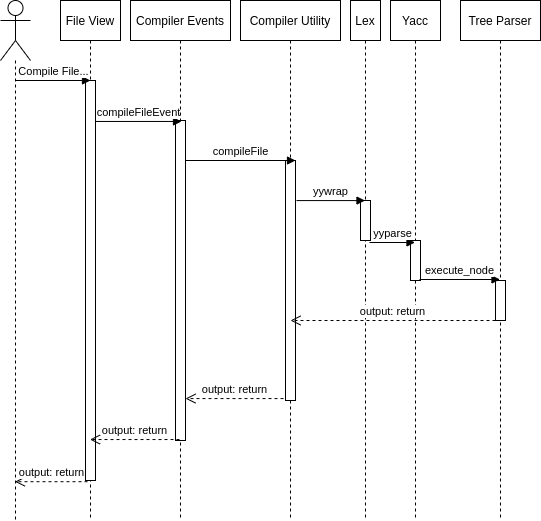 File View
Compiler Events
Compiler Utility
Lex
Yacc
Tree Parser
Compile File...
compileFileEvent
compileFile
yywrap
yyparse
execute_node
output: return
output: return
output: return
output: return